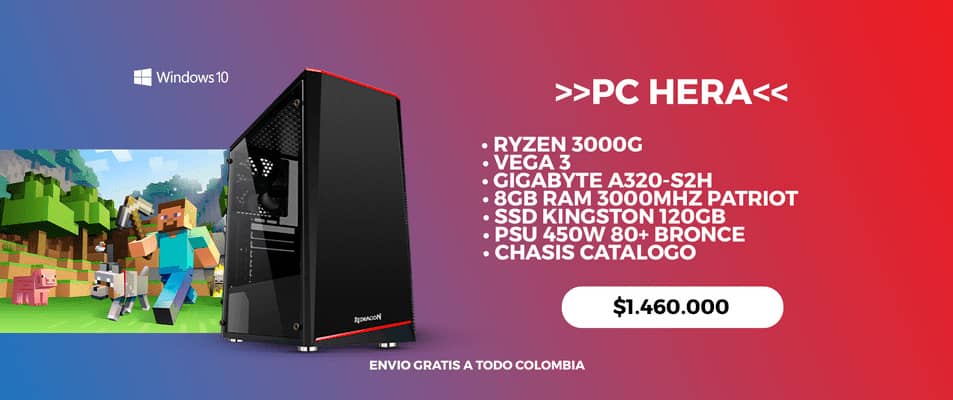 Windows 10
>>PC HERA<<
• RYZEN 3000G
• VEGA 3
• GIGABYTE A320-S2H
• 8GB RAM 3000MHZ PATRIOT
• SSD KINGSTON 120GB
• PSU 450W 80+ BRONCE
• CHASIS CATALOGO
$1.460.000
REDRAGON
ENVIO GRATIS A TODO COLOMBIA